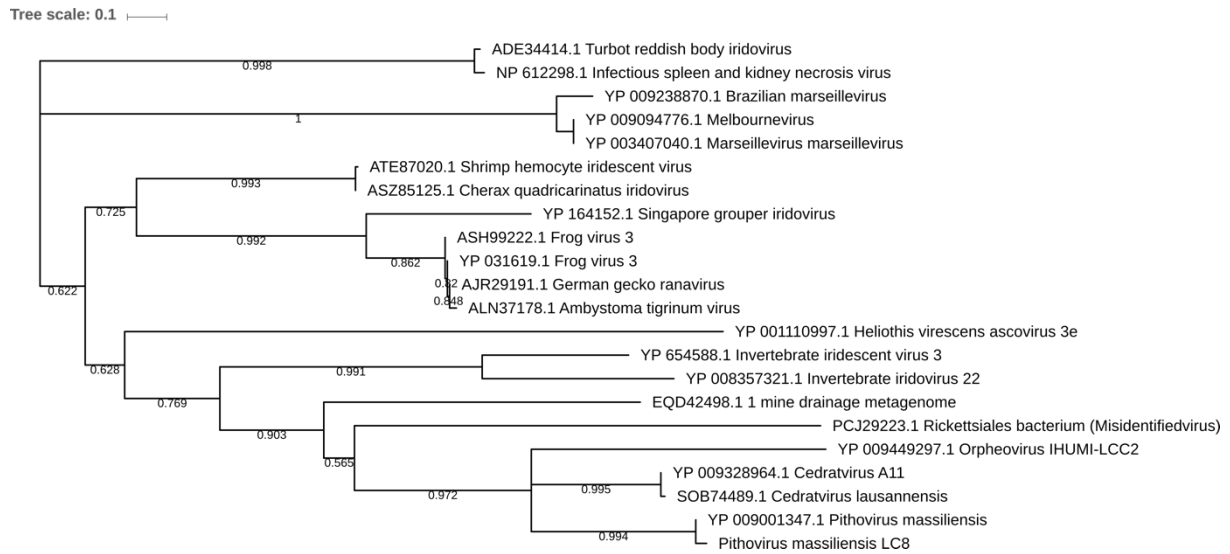 Tree scale: 0.1
ADE34414.1 Turbot reddish body iridovirus
0.998
NP 612298.1 Infectious spleen and kidney necrosis virus
YP 009238870.1 Brazilian marseillevirus
1
YP 009094776.1 Melbournevirus
YP 003407040.1 Marseillevirus marseillevirus
ATE87020.1 Shrimp hemocyte iridescent virus
0.993
ASZ85125.1 Cherax quadricarinatus iridovirus
0.725
YP 164152.1 Singapore grouper iridovirus
0.992
ASH99222.1 Frog virus 3
0.862
YP 031619.1 Frog virus 3
0.82
AJR29191.1 German gecko ranavirus
0.622
0.848
ALN37178.1 Ambystoma tigrinum virus
YP 001110997.1 Heliothis virescens ascovirus 3e
YP 654588.1 Invertebrate iridescent virus 3
0.628
0.991
YP 008357321.1 Invertebrate iridovirus 22
0.769
EQD42498.1 1 mine drainage metagenome
0.903
PCJ29223.1 Rickettsiales bacterium (Misidentifiedvirus)
YP 009449297.1 Orpheovirus IHUMI-LCC2
0.565
YP 009328964.1 Cedratvirus A11
0.972
0.995
SOB74489.1 Cedratvirus lausannensis
YP 009001347.1 Pithovirus massiliensis
0.994
Pithovirus massiliensis LC8